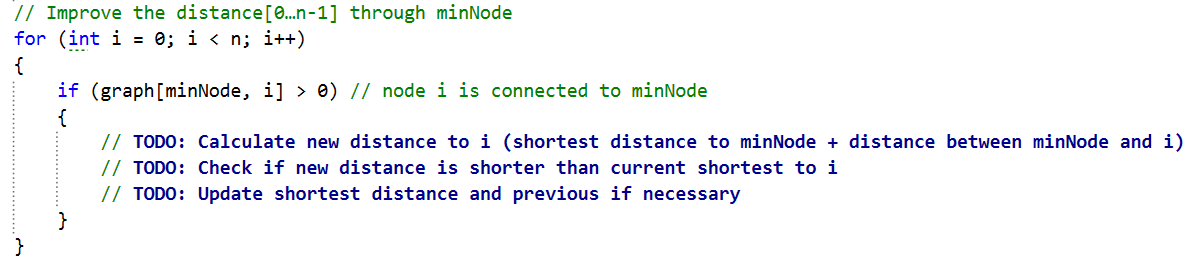 // Improve the distance[0…n-1] through minNode
for (int i = 0; i < n; i++)
{
if (graph[minNode, i] > 0) // node i is connected to minNode
{
// TODO: Calculate new distance to i (shortest distance to minNode + distance between minNode and i)
// TODO: Check if new distance is shorter than current shortest to i
// TODO: Update shortest distance and previous if necessary
}
}